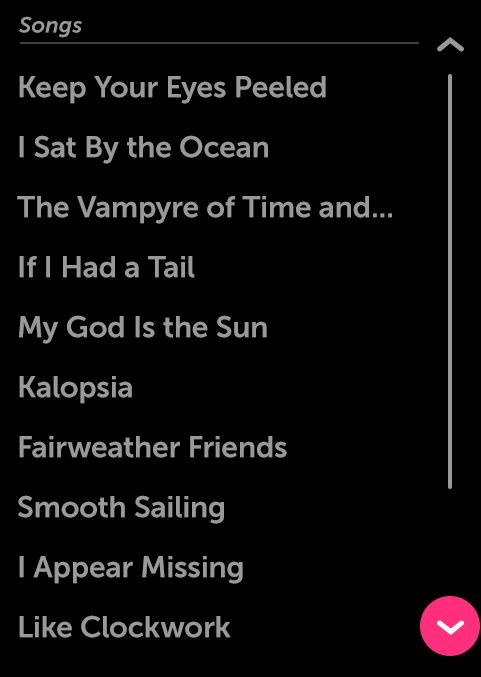 Songs
Keep Your Eyes Peeled
I Sat By the Ocean
The Vampyre of Time and...
If I Had a Tail
My God Is the Sun
Kalopsia
Fairweather Friends
Smooth Sailing
I Appear Missing
Like Clockwork